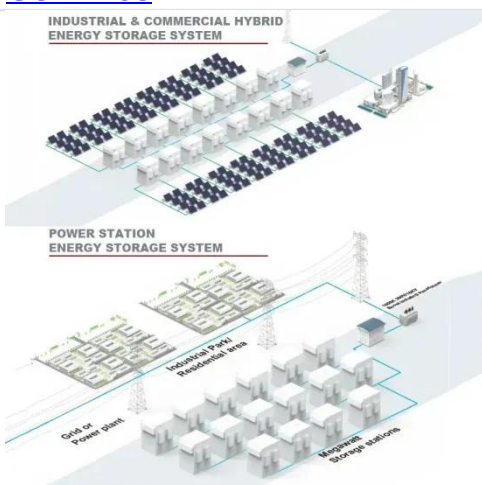 INDUSTRIAL & COMMERCIAL HYBRID
ENERGY STORAGE SYSTEM
POWER STATION
ENERGY STORAGE SYSTEM
Industrial Park/
Residential area
Grid or
Power plant
Megawatt
Storage stations